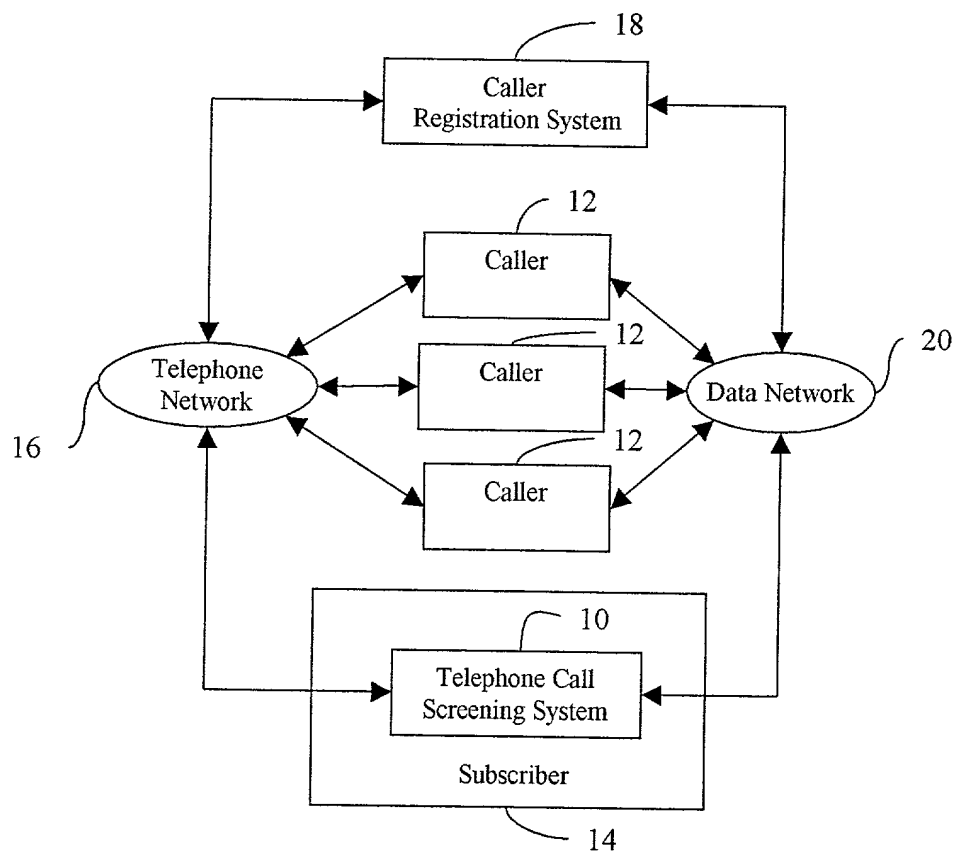 18
Caller
Registration System
12
Caller
12
Caller
20
Telephone
Network
Data Network
16
12
Caller
10
Telephone Call
Screening System
Subscriber
14